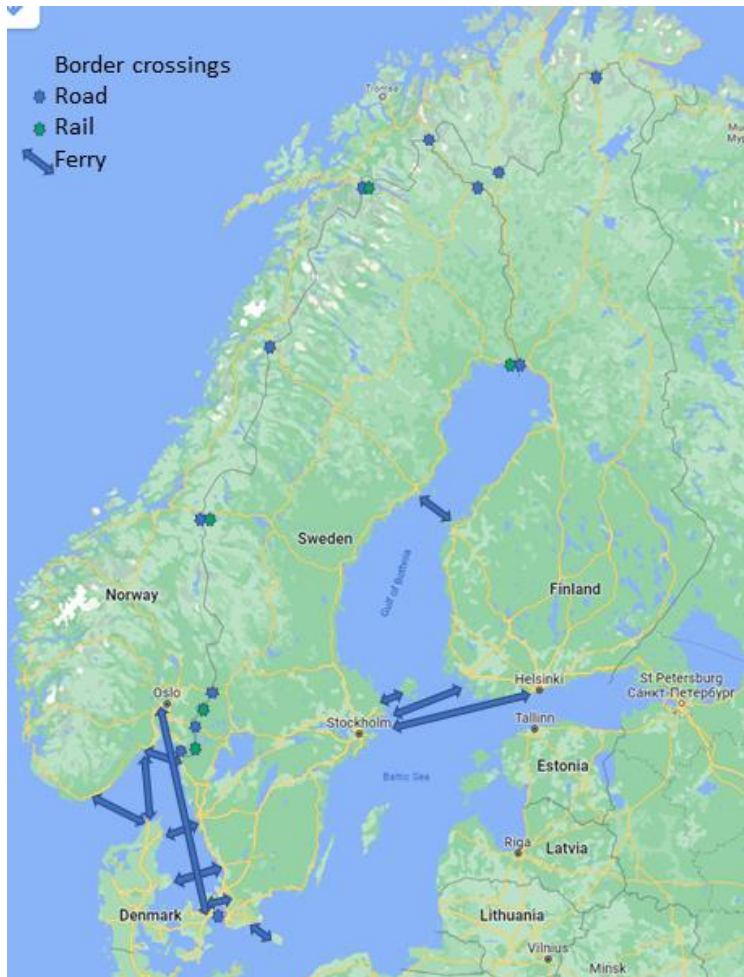 Border crossings
Road
Rail
Ferry
Tromsø
Sweden
Norway
Gulf of Bothnia
Finland
Oslo
Helsinki
St Petersburg
Санкт-Петербург
Stockholm
Tallinn
Estonia
Baltic Sea
Riga
Latvia
Denmark
Lithuania
Vilnius
Minsk